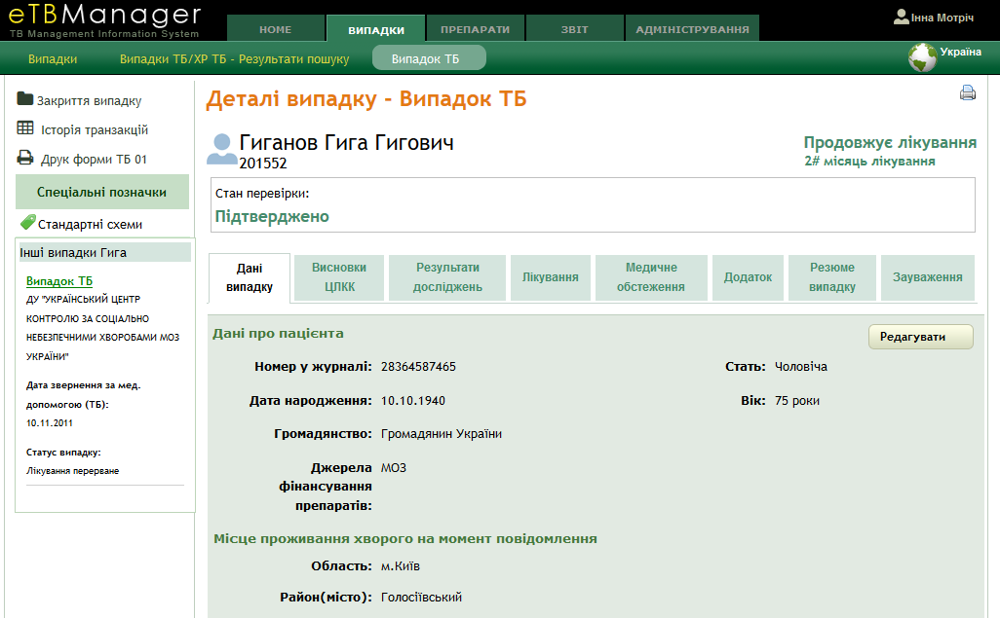 eTBManager
TB Management Information System
HOME
ВИПАДКИ
ПРЕПАРАТИ
ЗВІТ
АДМІНІСТРУВАННЯ
Інна Мотріч
Випадки
Випадки ТБ/ХР ТБ - Результати пошуку
Випадок ТБ
Україна
Закриття випадку
Історія транзакцій
Друк форми ТБ 01
Спеціальні позначки
Стандартні схеми
Інші випадки Гига
Випадок ТБ
ДУ "УКРАЇНСЬКИЙ ЦЕНТР
КОНТРОЛЮ ЗА СОЦІАЛЬНО
НЕБЕЗПЕЧНИМИ ХВОРОБАМИ МОЗ
УКРАЇНИ"
Дата звернення за мед.
допомогою (ТБ):
10.11.2011
Статус випадку:
Лікування перерване
Деталі випадку - Випадок ТБ
Гиганов Гига Гигович
201552
Продовжує лікування
2# місяць лікування
Стан перевірки:
Підтверджено
Дані
випадку
Висновки
ЦЛКК
Результати
досліджень
Лікування
Медичне
обстеження
Додаток
Резюме
випадку
Зауваження
Дані про пацієнта
Редагувати
Номер у журналі: 28364587465
Стать: Чоловіча
Дата народження: 10.10.1940
Вік: 75 роки
Громадянство: Громадянин України
Джерела МОЗ
фінансування
препаратів:
Місце проживання хворого на момент повідомлення
Область: м.Київ
Район(місто): Голосіївський